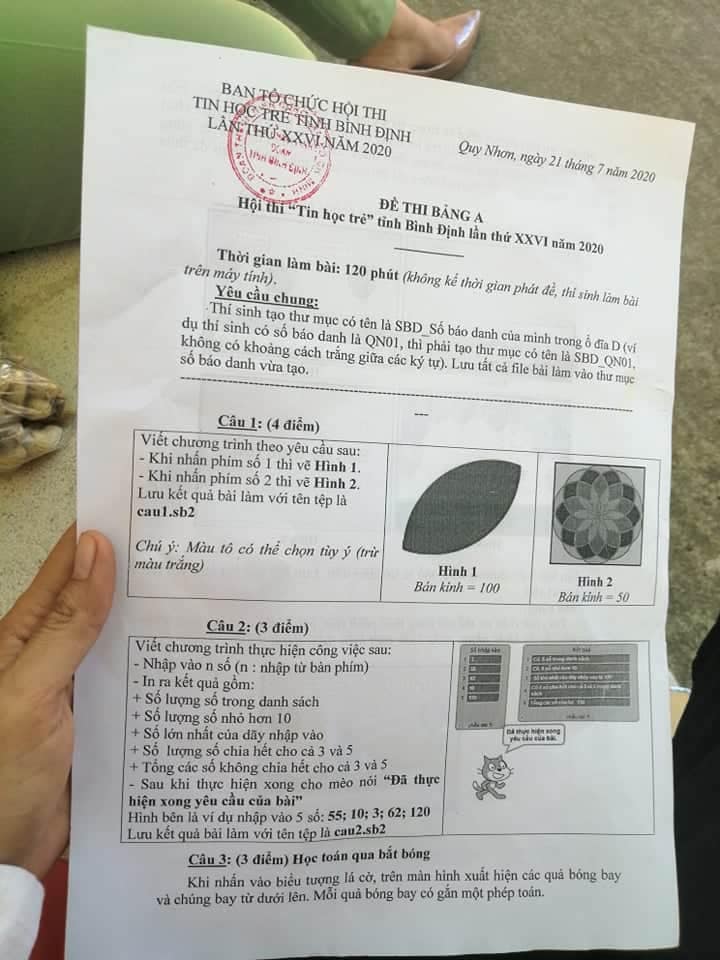 BAN TỔ CHỨC HỘI THI
TIN HỌC TRẺ TỈNH BÌNH ĐỊNH
LẦN THỨ XXVI NĂM 2020
Quy Nhơn, ngày 21 tháng 7 năm 2020
ĐỀ THI BẢNG A
Hội thi “Tin học trẻ” tỉnh Bình Định lần thứ XXVI năm 2020
Thời gian làm bài: 120 phút (không kể thời gian phát đề, thí sinh làm bài
trên máy tính).
Yêu cầu chung:
Thí sinh tạo thư mục có tên là SBD_Số báo danh của mình trong ổ đĩa D (ví
dụ thí sinh có số báo danh là QN01, thì phải tạo thư mục có tên là SBD_QN01,
không có khoảng cách trắng giữa các ký tự). Lưu tất cả file bài làm vào thư mục
số báo danh vừa tạo.
Câu 1: (4 điểm)
Viết chương trình theo yêu cầu sau:
- Khi nhấn phím số 1 thì vẽ Hình 1.
- Khi nhấn phím số 2 thì vẽ Hình 2.
Lưu kết quả bài làm với tên tệp là
cau1.sb2
Chú ý: Màu tô có thể chọn tùy ý (trừ
màu trắng)
Hình 1
Bán kính = 100
Hình 2
Bán kính = 50
Câu 2: (3 điểm)
Viết chương trình thực hiện công việc sau:
- Nhập vào n số (n : nhập từ bàn phím)
- In ra kết quả gồm:
+ Số lượng số trong danh sách
+ Số lượng số nhỏ hơn 10
+ Số lớn nhất của dãy nhập vào
+ Số lượng số chia hết cho cả 3 và 5
+ Tổng các số không chia hết cho cả 3 và 5
- Sau khi thực hiện xong cho mèo nói “Đã thực
hiện xong yêu cầu của bài”
Hình bên là ví dụ nhập vào 5 số: 55; 10; 3; 62; 120
Lưu kết quả bài làm với tên tệp là cau2.sb2
Số nhập vào
Kết quả
Đã thực hiện xong
yêu cầu của bài.
Câu 3: (3 điểm) Học toán qua bắt bóng
Khi nhấn vào biểu tượng lá cờ, trên màn hình xuất hiện các quả bóng bay
và chúng bay từ dưới lên. Mỗi quả bóng bay có gắn một phép toán.